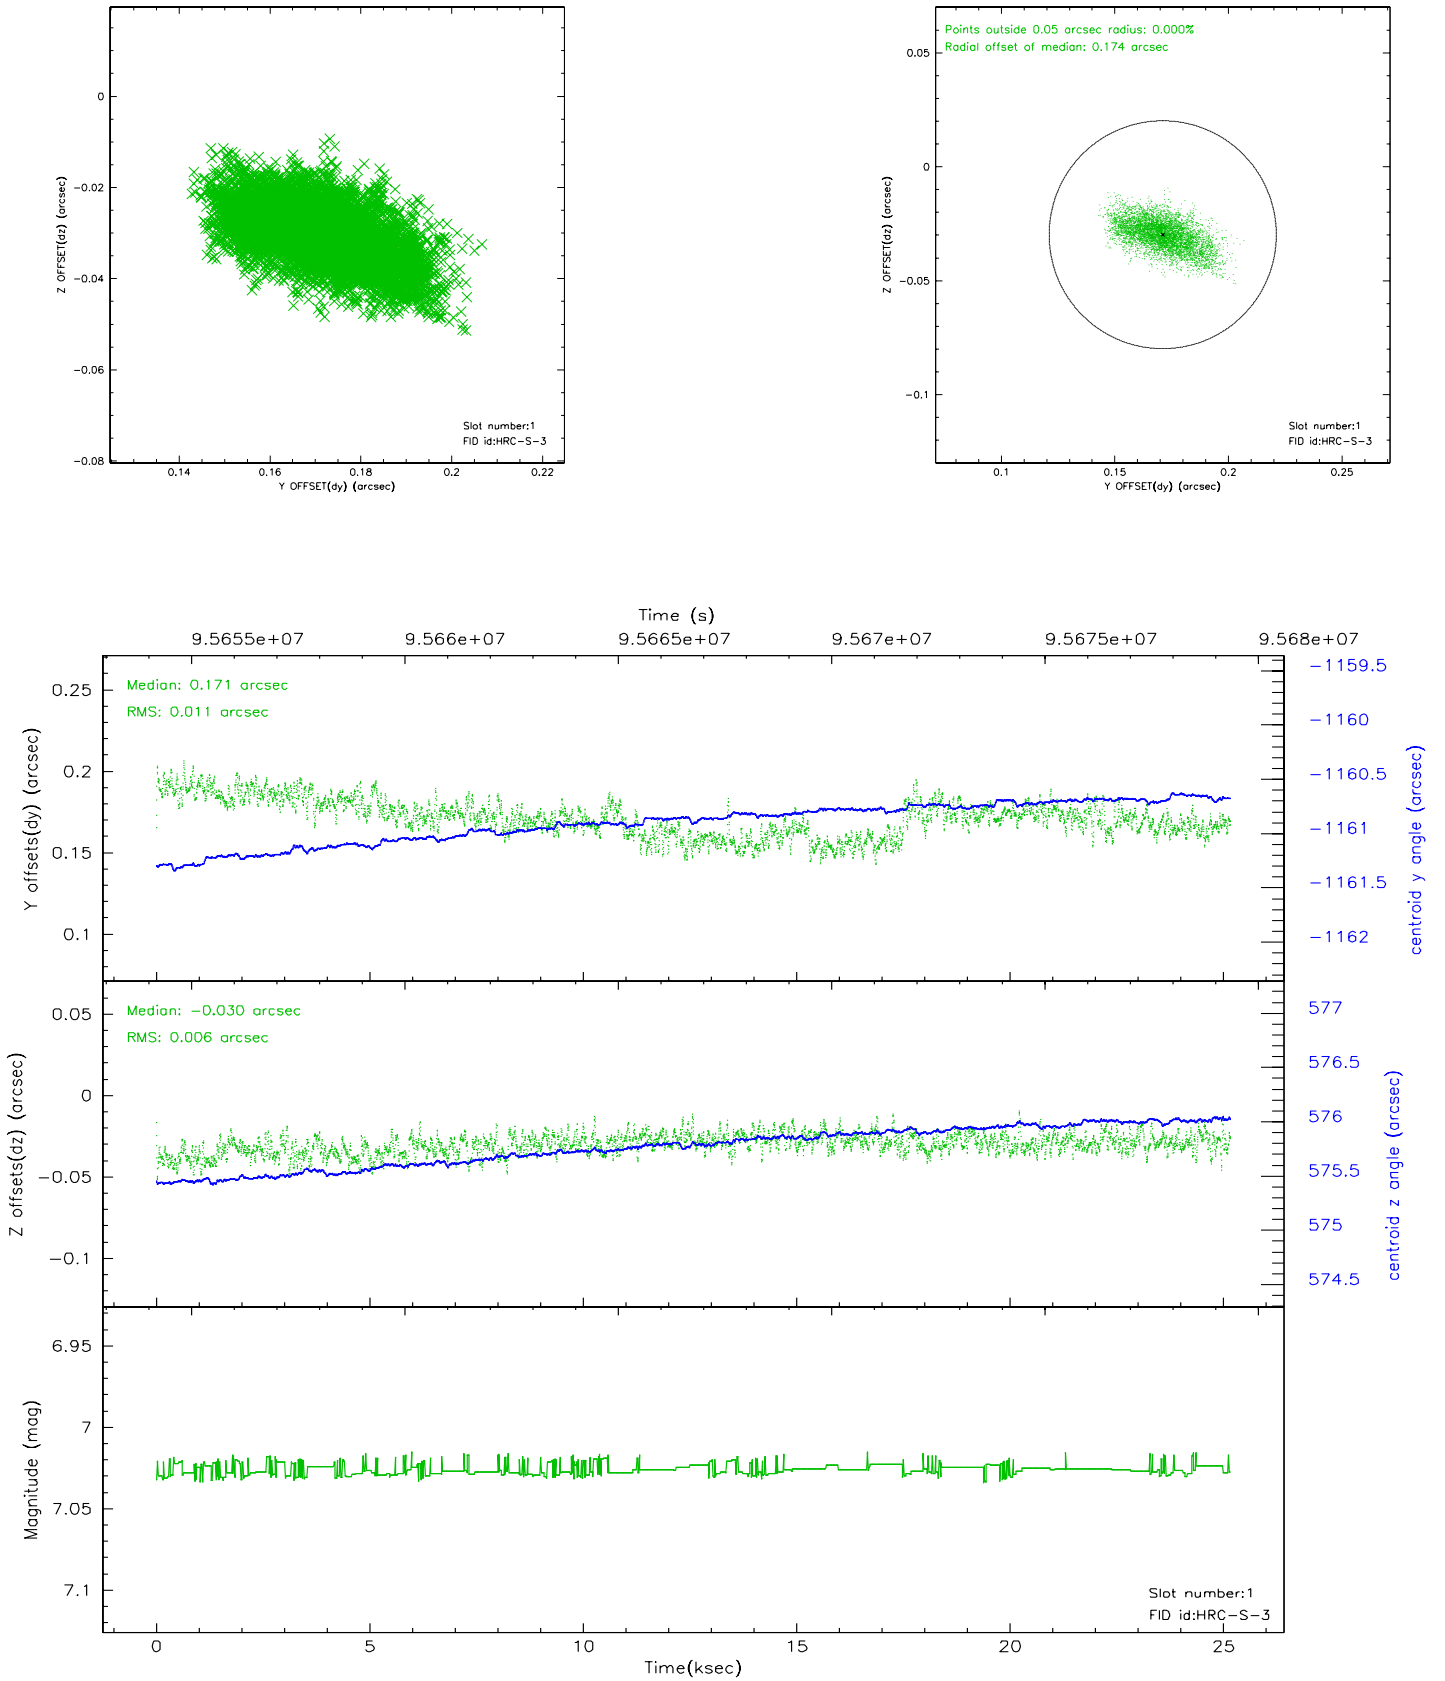 0
−0.02
−0.04
−0.06
−0.08
Z OFFSET(dz) (arcsec)
0.14
0.16
0.18
0.2
0.22
Y OFFSET(dy) (arcsec)
Slot number:1
FID id:HRC−S−3
Points outside 0.05 arcsec radius: 0.000%
Radial offset of median: 0.174 arcsec
0.05
0
−0.05
−0.1
Z OFFSET(dz) (arcsec)
0.1
0.15
0.2
0.25
Y OFFSET(dy) (arcsec)
Slot number:1
FID id:HRC−S−3
Time (s)
9.5655e+07
9.566e+07
9.5665e+07
9.567e+07
9.5675e+07
9.568e+07
Median: 0.171 arcsec
RMS: 0.011 arcsec
0.25
0.2
0.15
0.1
Y offsets(dy) (arcsec)
−1159.5
−1160
−1160.5
−1161
−1161.5
−1162
centroid y angle (arcsec)
Median: −0.030 arcsec
RMS: 0.006 arcsec
0.05
0
−0.05
−0.1
Z offsets(dz) (arcsec)
577
576.5
576
575.5
575
574.5
centroid z angle (arcsec)
6.95
7
7.05
7.1
Magnitude (mag)
Slot number:1
FID id:HRC−S−3
0
5
10
15
20
25
Time(ksec)